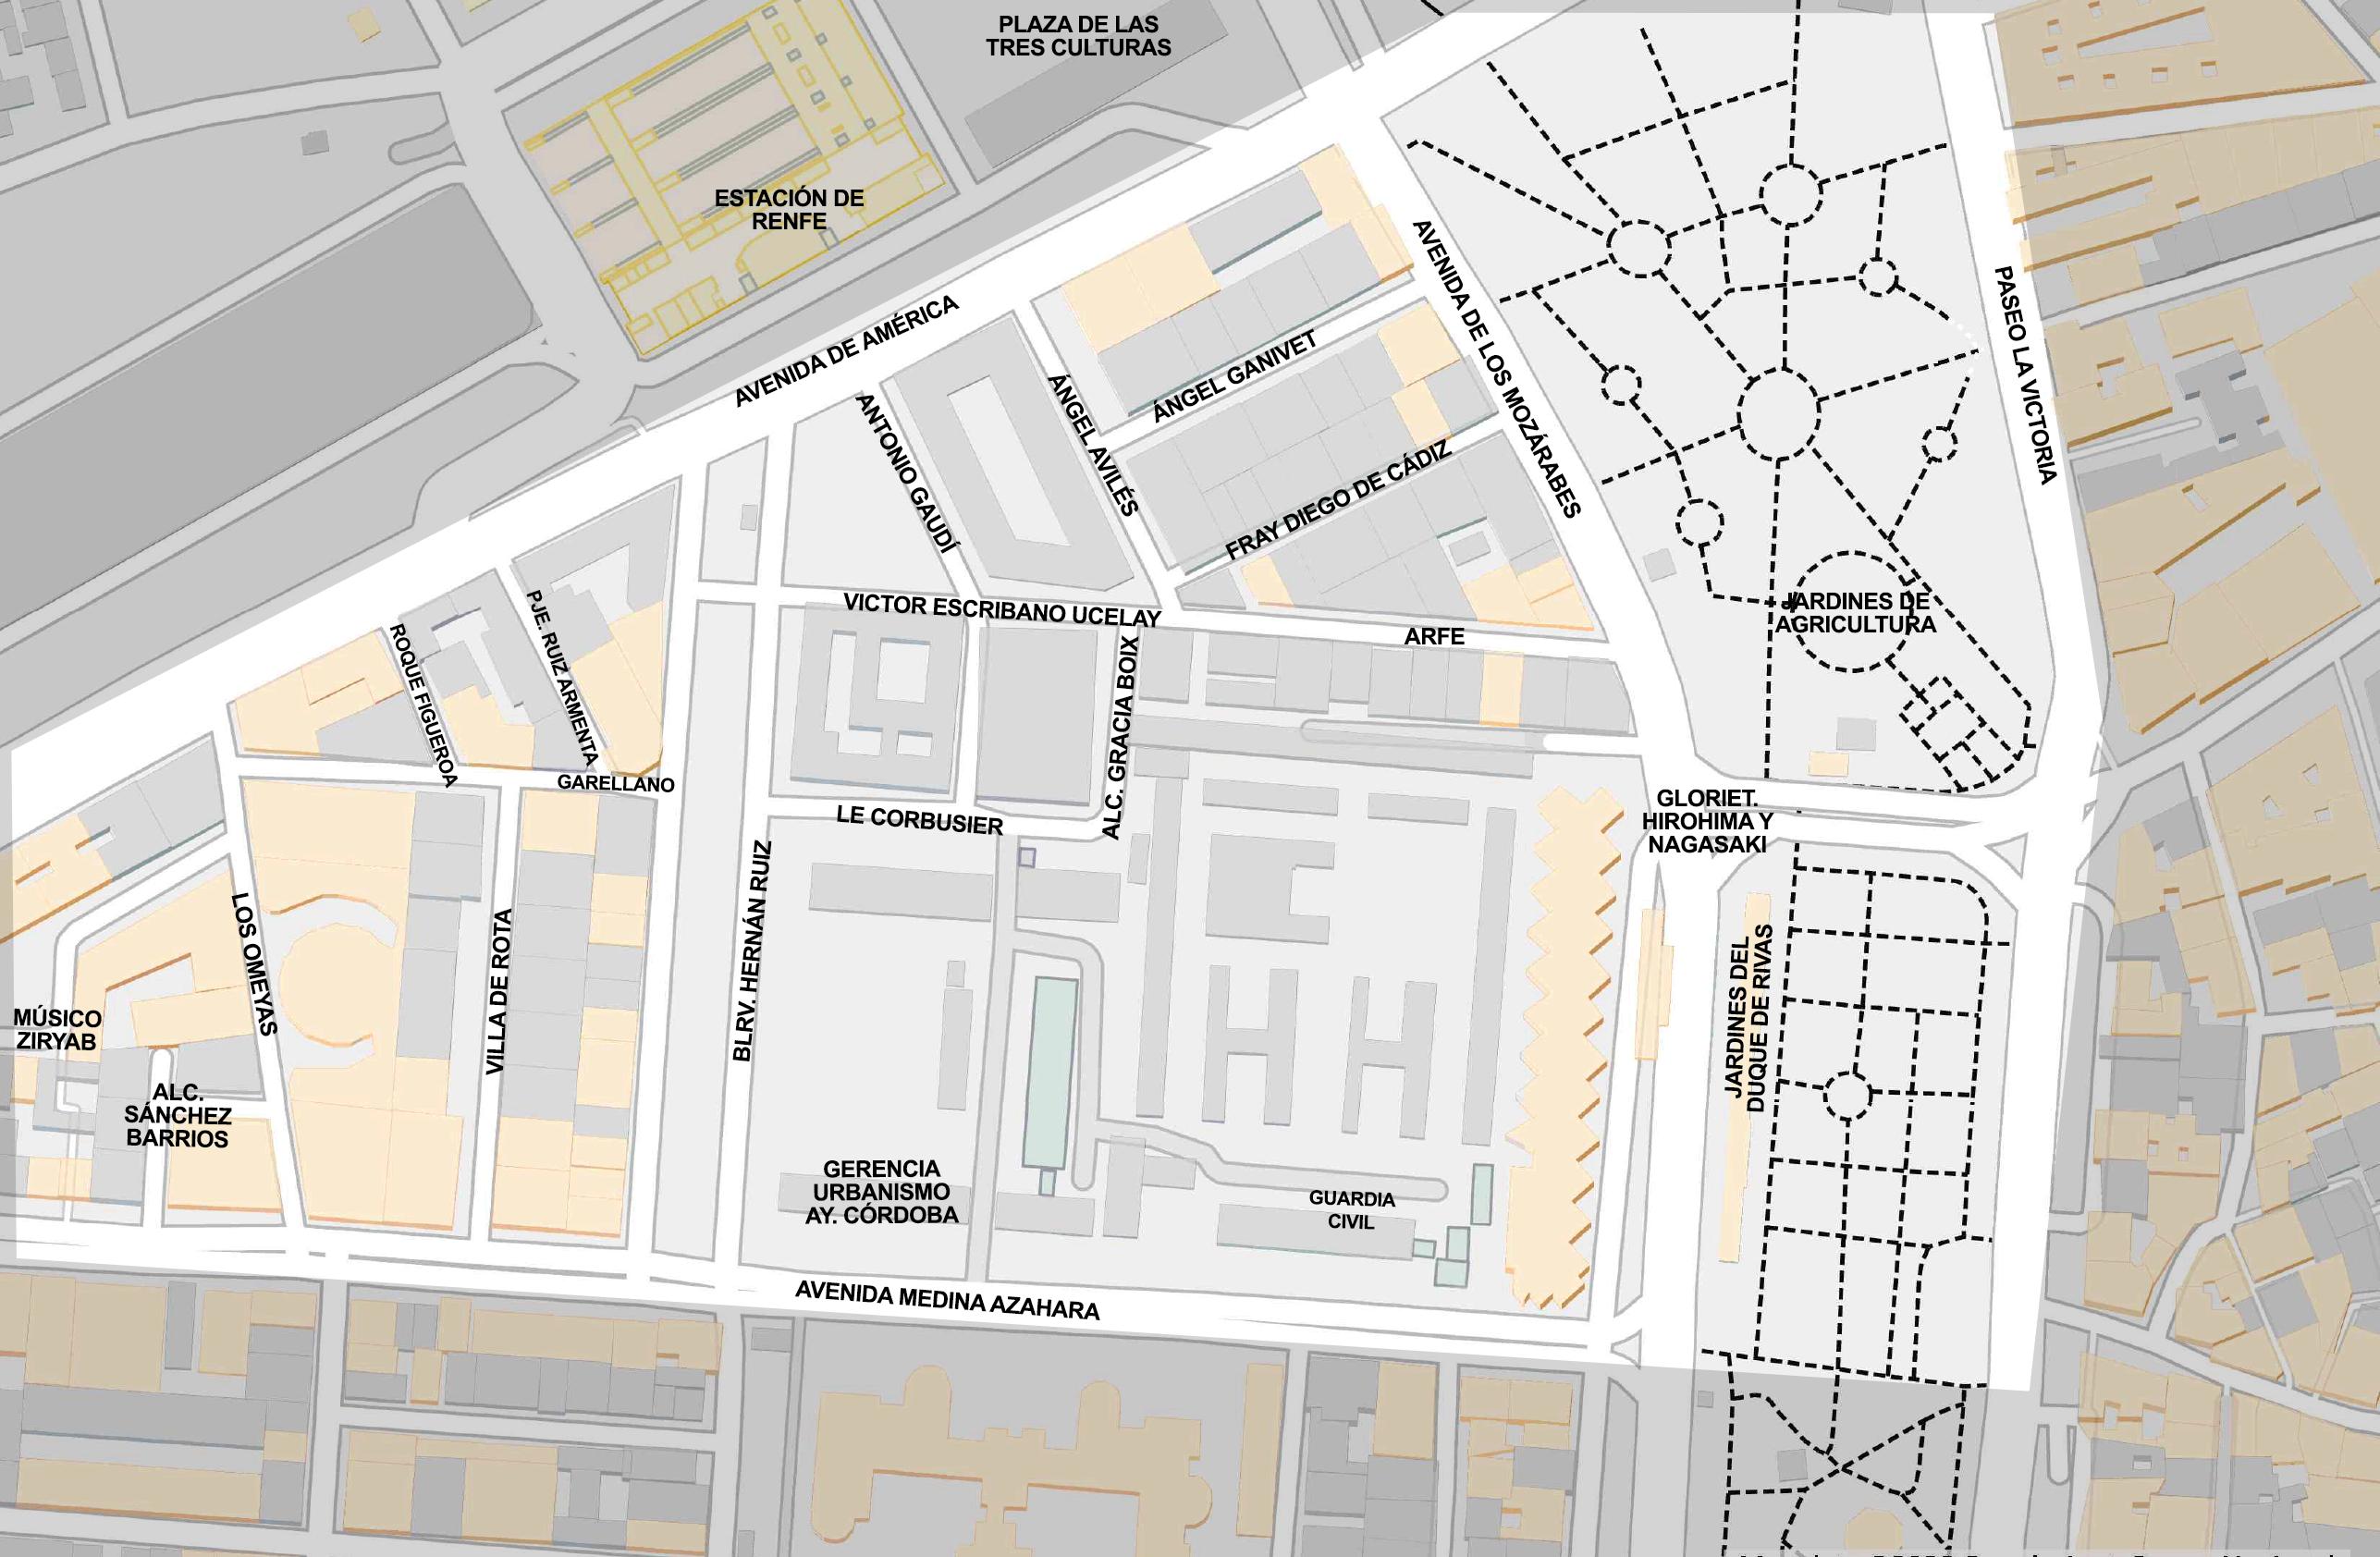 PLAZA DE LAS
TRES CULTURAS
ESTACIÓN DE
RENFE
AVENIDA DE AMÉRICA
AVENIDA DE LOS MOZÁRABES
PASEO LA VICTORIA
ÁNGEL GANIVET
ÁNGEL AVILÉS
ANTONIO GAUDÍ
FRAY DIEGO DE CÁDIZ
VICTOR ESCRIBANO UCELAY
ARFE
JARDINES DE
AGRICULTURA
ROQUE FIGUEROA
PJE. RUIZ ARMENTA
GARELLANO
ALC. GRACIA BOIX
LE CORBUSIER
GLORIET.
HIROHIMA Y
NAGASAKI
BLRV. HERNÁN RUIZ
LOS OMEYAS
VILLA DE ROTA
JARDINES DEL
DUQUE DE RIVAS
MÚSICO
ZIRYAB
ALC.
SÁNCHEZ
BARRIOS
GERENCIA
URBANISMO
AY. CÓRDOBA
GUARDIA
CIVIL
AVENIDA MEDINA AZAHARA